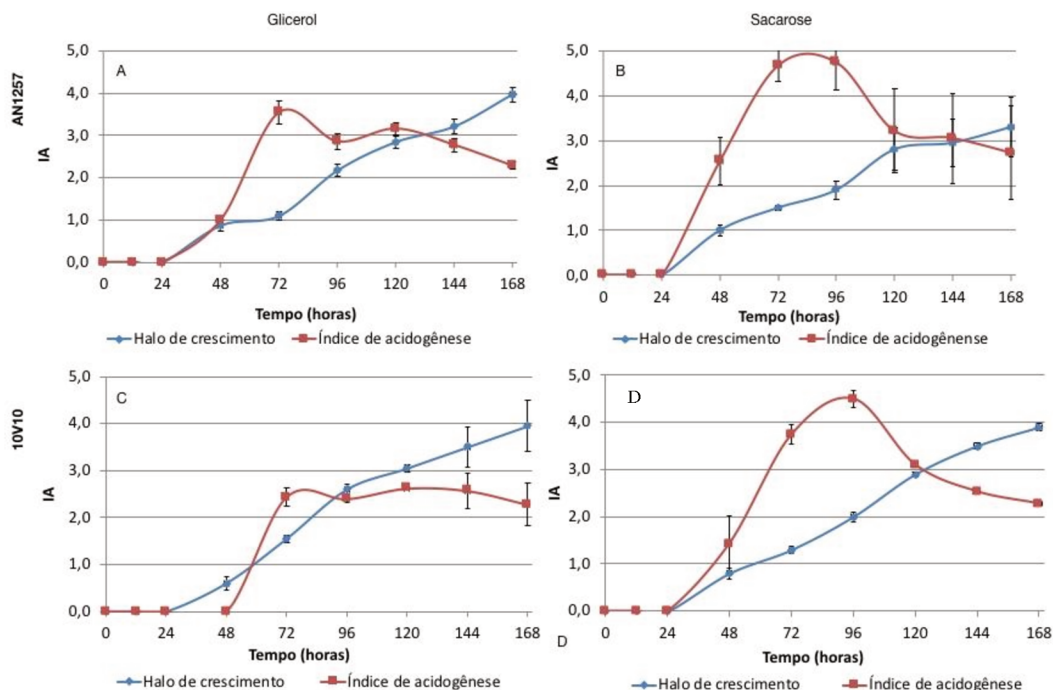 Glicerol
Sacarose
AN1257
A
IA
5,0
4,0
3,0
2,0
1,0
0,0
0 24 48 72 96 120 144 168
Tempo (horas)
Halo de crescimento Índice de acidogênese
B
IA
5,0
4,0
3,0
2,0
1,0
0,0
0 24 48 72 96 120 144 168
Tempo (horas)
Halo de crescimento Índice de acidogênense
10V10
C
IA
5,0
4,0
3,0
2,0
1,0
0,0
0 24 48 72 96 120 144 168
Tempo (horas)
Halo de crescimento Índice de acidogênese
D
D
IA
5,0
4,0
3,0
2,0
1,0
0,0
0 24 48 72 96 120 144 168
Tempo (horas)
Halo de crescimento Índice de acidogênese